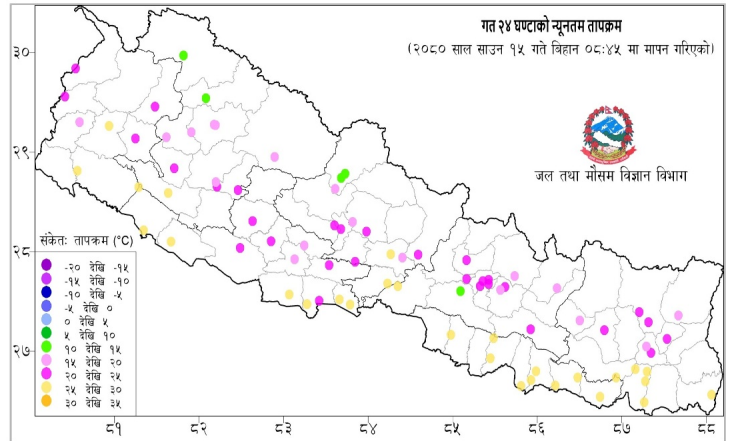 गत २४ घण्टाको न्यूनतम तापक्रम
(२०८० साल साउन १५ गते बिहान ०८:४५ मा मापन गरिएको)
जल तथा मौसम विज्ञान विभाग
३०
२९
२८
२७
संकेत: तापक्रम (°C)
-२० देखि -१५
-१५ देखि -१०
-१० देखि -५
-५ देखि ०
० देखि ५
५ देखि १०
१० देखि १५
१५ देखि २०
२० देखि २५
२५ देखि ३०
३० देखि ३५
८१ ८२ ८३ ८४ ८५ ८६ ८७ ८८